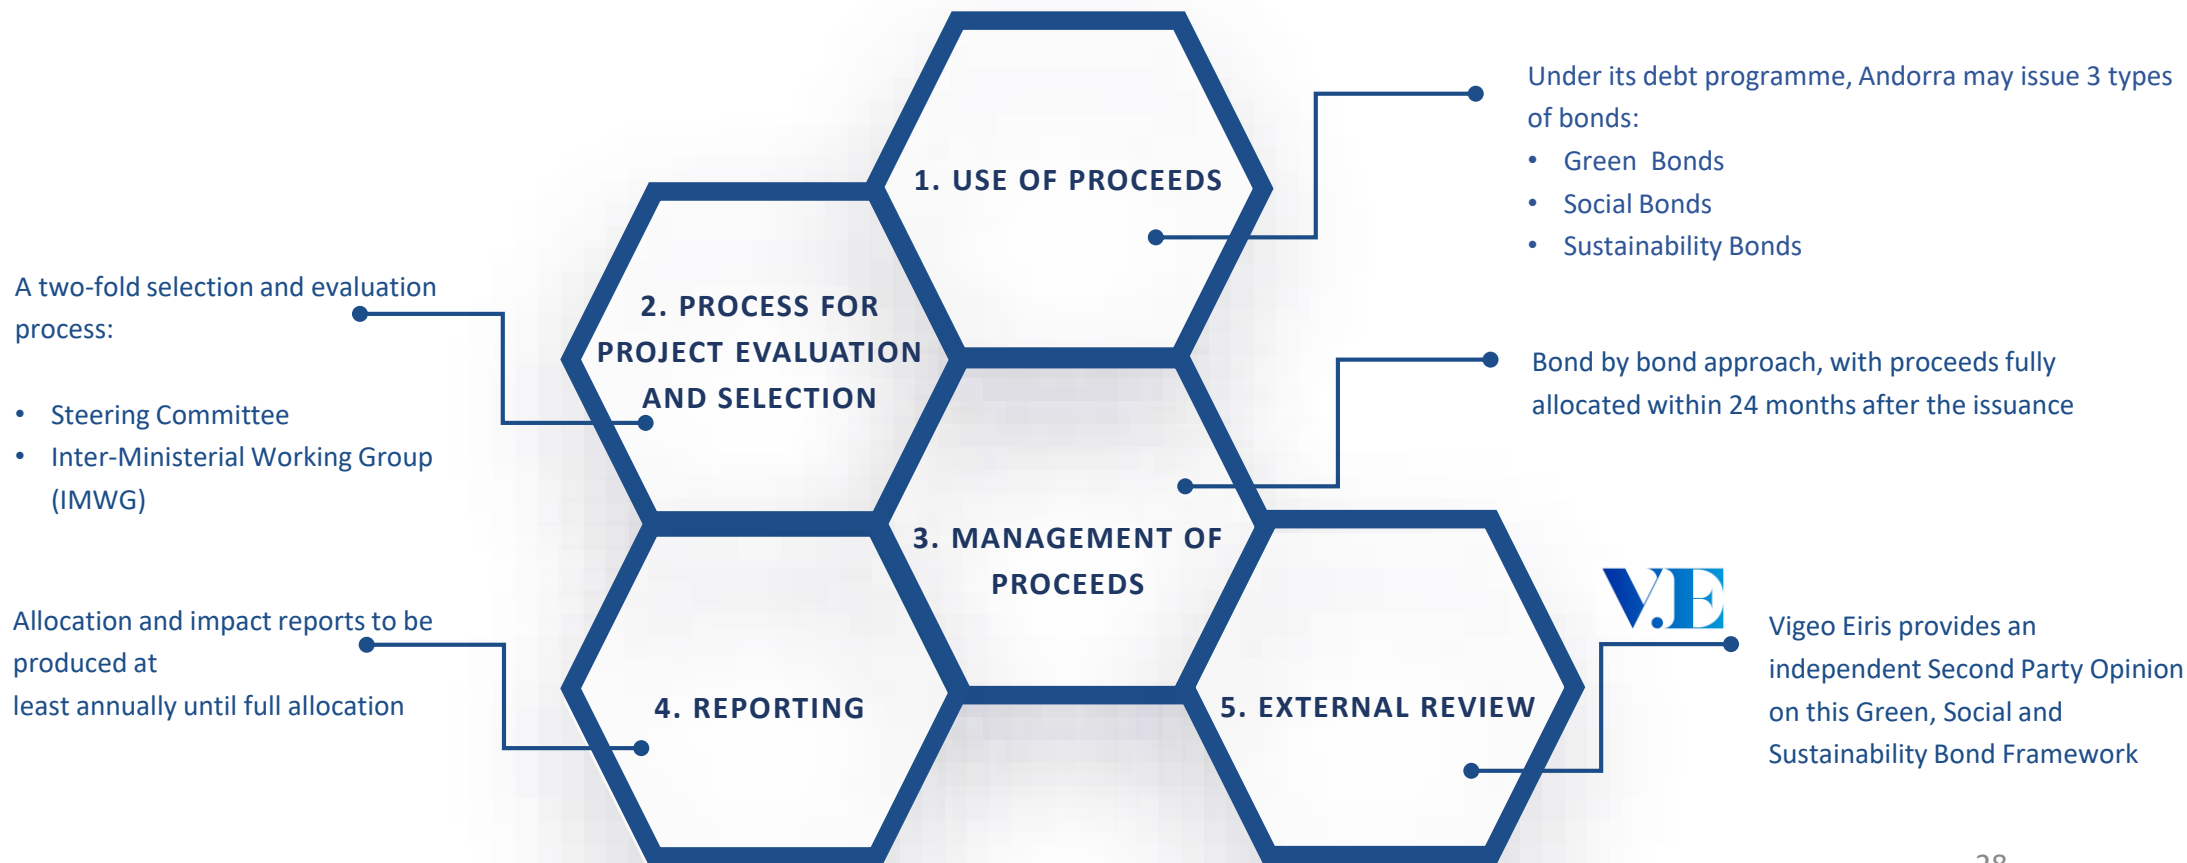 1. USE OF PROCEEDS
Under its debt programme, Andorra may issue 3 types
of bonds:
• Green Bonds
• Social Bonds
• Sustainability Bonds
2. PROCESS FOR
PROJECT EVALUATION
AND SELECTION
A two-fold selection and evaluation
process:
• Steering Committee
• Inter-Ministerial Working Group
(IMWG)
3. MANAGEMENT OF
PROCEEDS
Bond by bond approach, with proceeds fully
allocated within 24 months after the issuance
4. REPORTING
Allocation and impact reports to be
produced at
least annually until full allocation
5. EXTERNAL REVIEW
V.E
Vigeo Eiris provides an
independent Second Party Opinion
on this Green, Social and
Sustainability Bond Framework
28